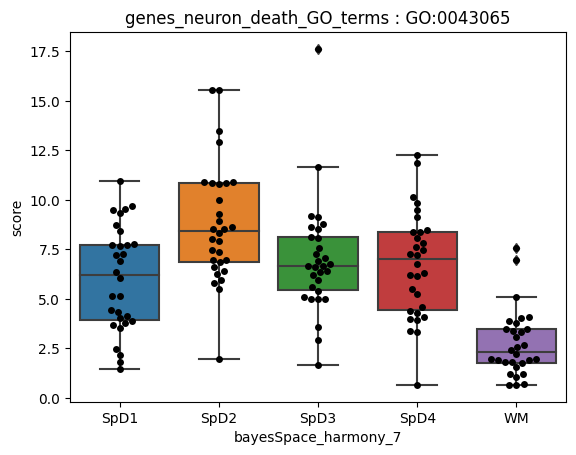 genes_neuron_death_GO_terms : GO:0043065
17.5
15.0
12.5
10.0
7.5
5.0
2.5
0.0
score
SpD1 SpD2 SpD3 SpD4 WM
bayesSpace_harmony_7